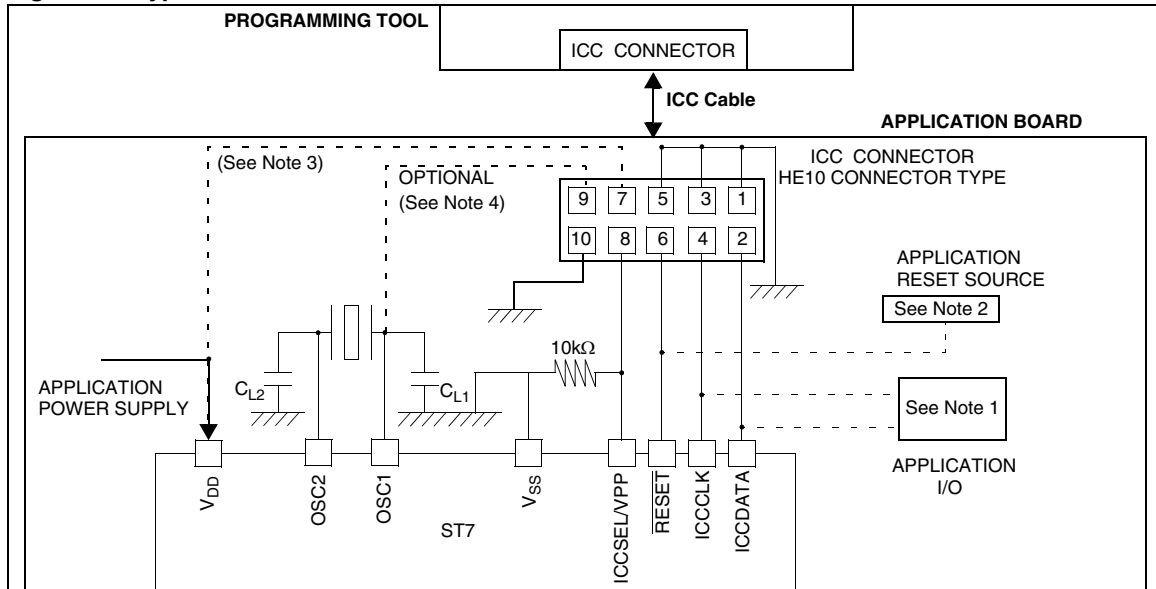 PROGRAMMING TOOL
ICC CONNECTOR
ICC Cable
APPLICATION BOARD
(See Note 3)
OPTIONAL
(See Note 4)
ICC CONNECTOR
HE10 CONNECTOR TYPE
9 7 5 3 1
10 8 6 4 2
APPLICATION
RESET SOURCE
See Note 2
10kΩ
APPLICATION
POWER SUPPLY
CL2
CL1
See Note 1
APPLICATION
I/O
VDD
OSC2
OSC1
VSS
ICCSEL/VPP
RESET
ICCCLK
ICCDATA
ST7